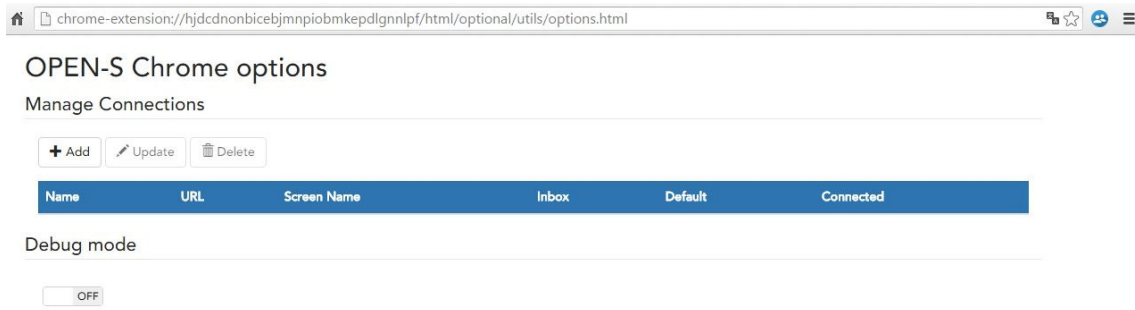 chrome-extension://hjdcdnonbicebjmnpiobmkepdlgnnlpf/html/optional/utils/options.html
OPEN-S Chrome options
Manage Connections
Add Update Delete
Name URL Screen Name Inbox Default Connected
Debug mode
OFF